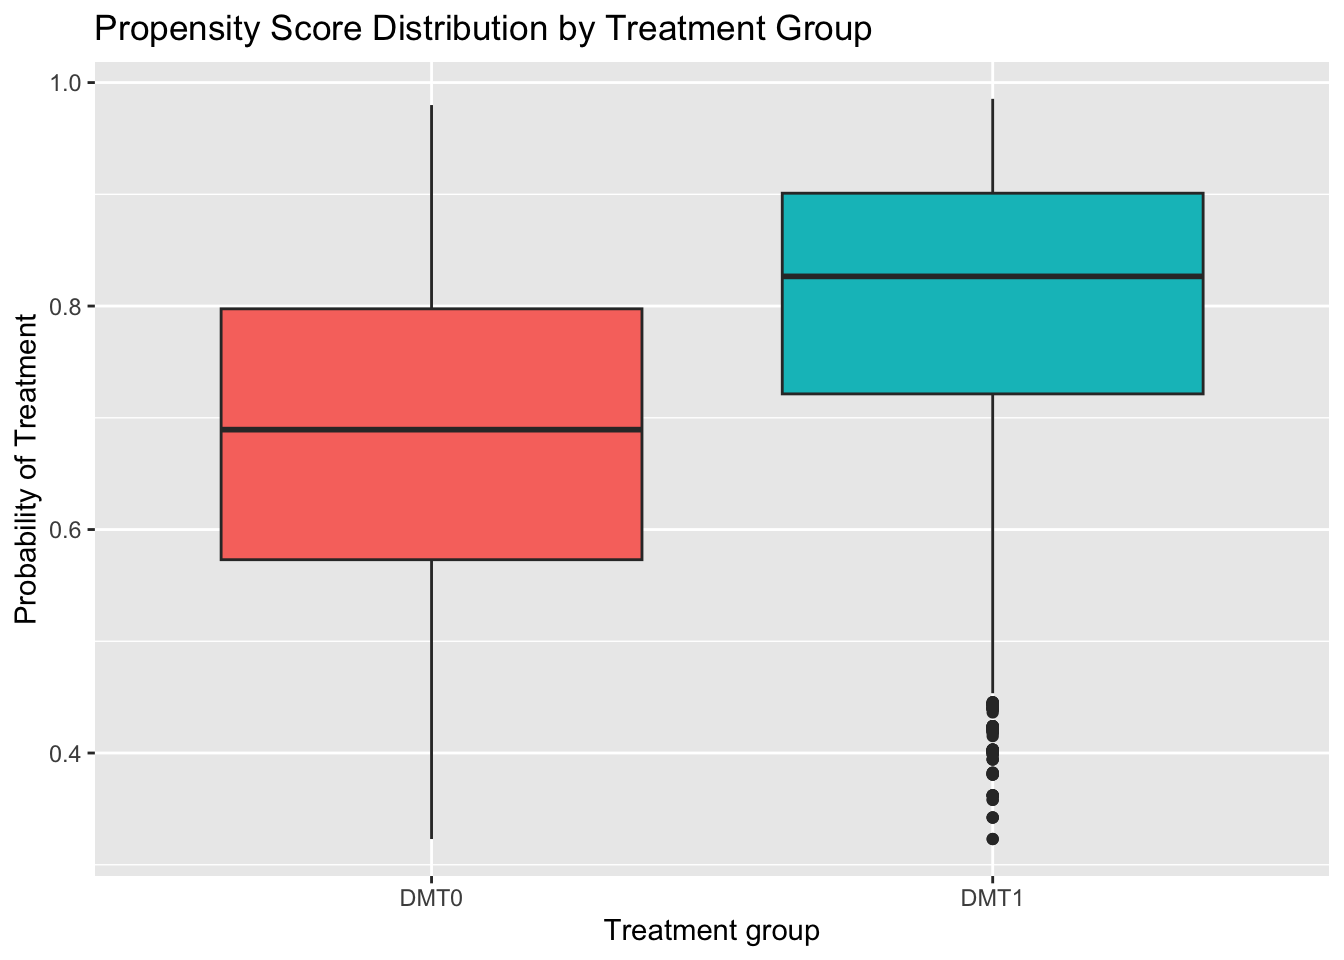 Propensity Score Distribution by Treatment Group
1.0
0.8
0.6
0.4
Probability of Treatment
DMT0
DMT1
Treatment group